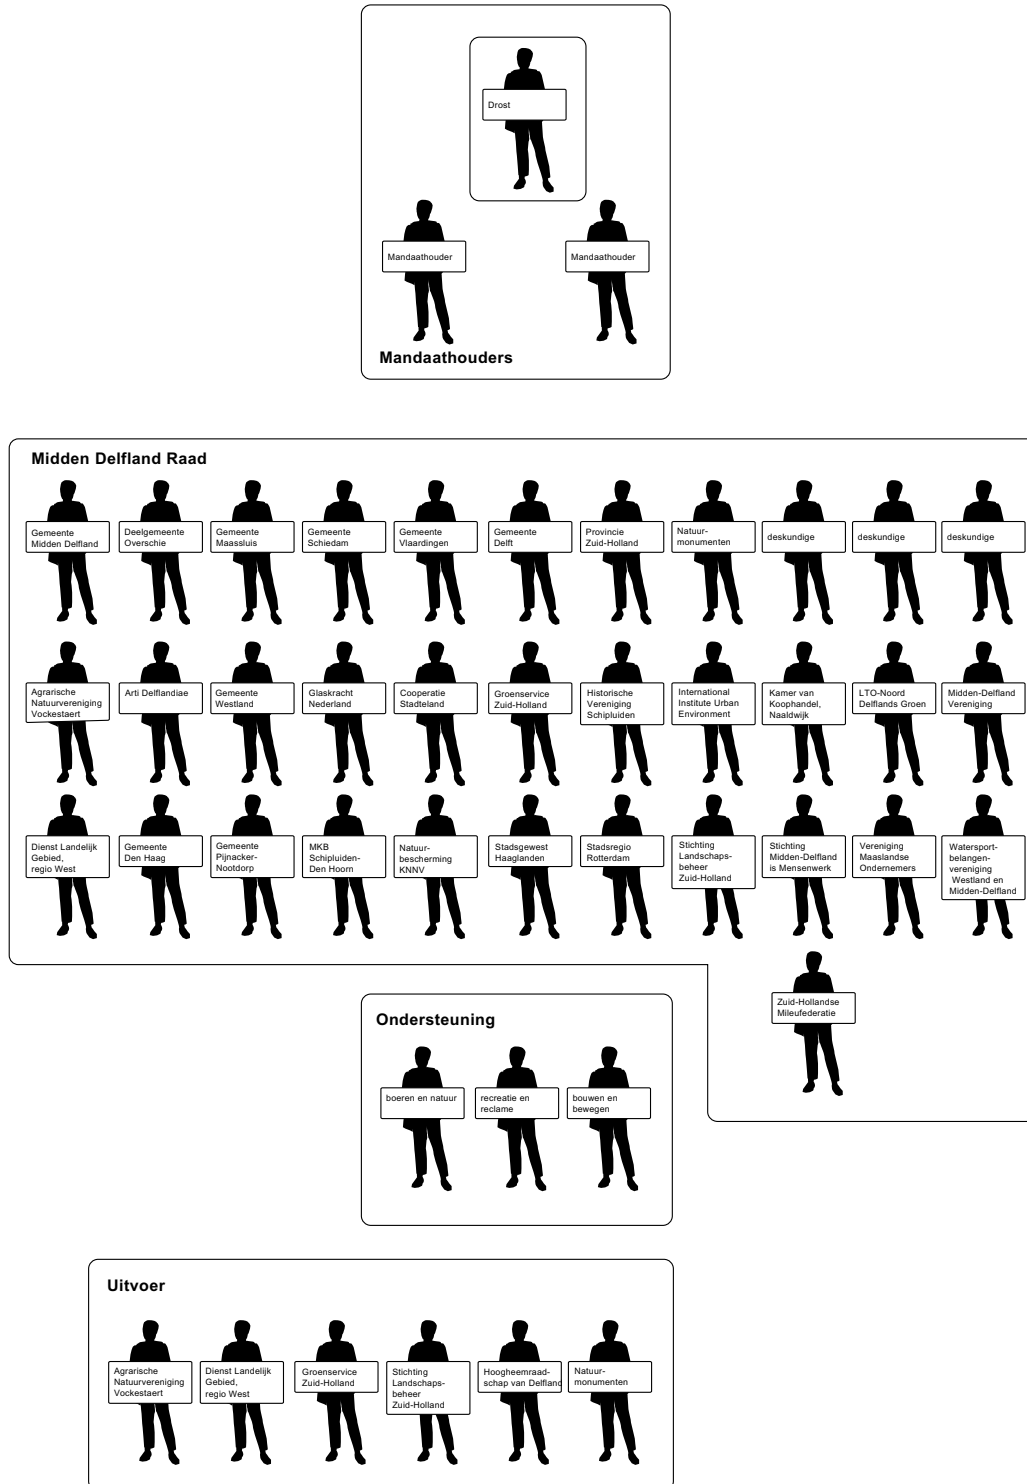 Drost
Mandaathouder
Mandaathouder
Mandaathouders
Midden Delfland Raad
Gemeente
Midden Delfland
Deelgemeente
Overschie
Gemeente
Maassluis
Gemeente
Schiedam
Gemeente
Vlaardingen
Gemeente
Delft
Provincie
Zuid-Holland
Natuur-
monumenten
deskundige
deskundige
deskundige
Agrarische
Natuurvereniging
Vockestaert
Arti Delflandiae
Gemeente
Westland
Glaskracht
Nederland
Cooperatie
Stadteland
Groenservice
Zuid-Holland
Historische
Vereniging
Schipluiden
International
Institute Urban
Environment
Kamer van
Koophandel,
Naaldwijk
LTO-Noord
Delflands Groen
Midden-Delfland
Vereniging
Dienst Landelijk
Gebied,
regio West
Gemeente
Den Haag
Gemeente
Pijnacker-
Nootdorp
MKB
Schipluiden-
Den Hoorn
Natuur-
bescherming
KNNV
Stadsgewest
Haaglanden
Stadsregio
Rotterdam
Stichting
Landschaps-
beheer
Zuid-Holland
Stichting
Midden-Delfland
is Mensenwerk
Vereniging
Maaslandse
Ondernemers
Watersport-
belangen-
vereniging
Westland en
Midden-Delfland
Zuid-Hollandse
Mileufederatie
Ondersteuning
boeren en natuur
recreatie en
reclame
bouwen en
bewegen
Uitvoer
Agrarische
Natuurvereniging
Vockestaert
Dienst Landelijk
Gebied,
regio West
Groenservice
Zuid-Holland
Stichting
Landschaps-
beheer
Zuid-Holland
Hoogheemraad-
schap van Delfland
Natuur-
monumenten